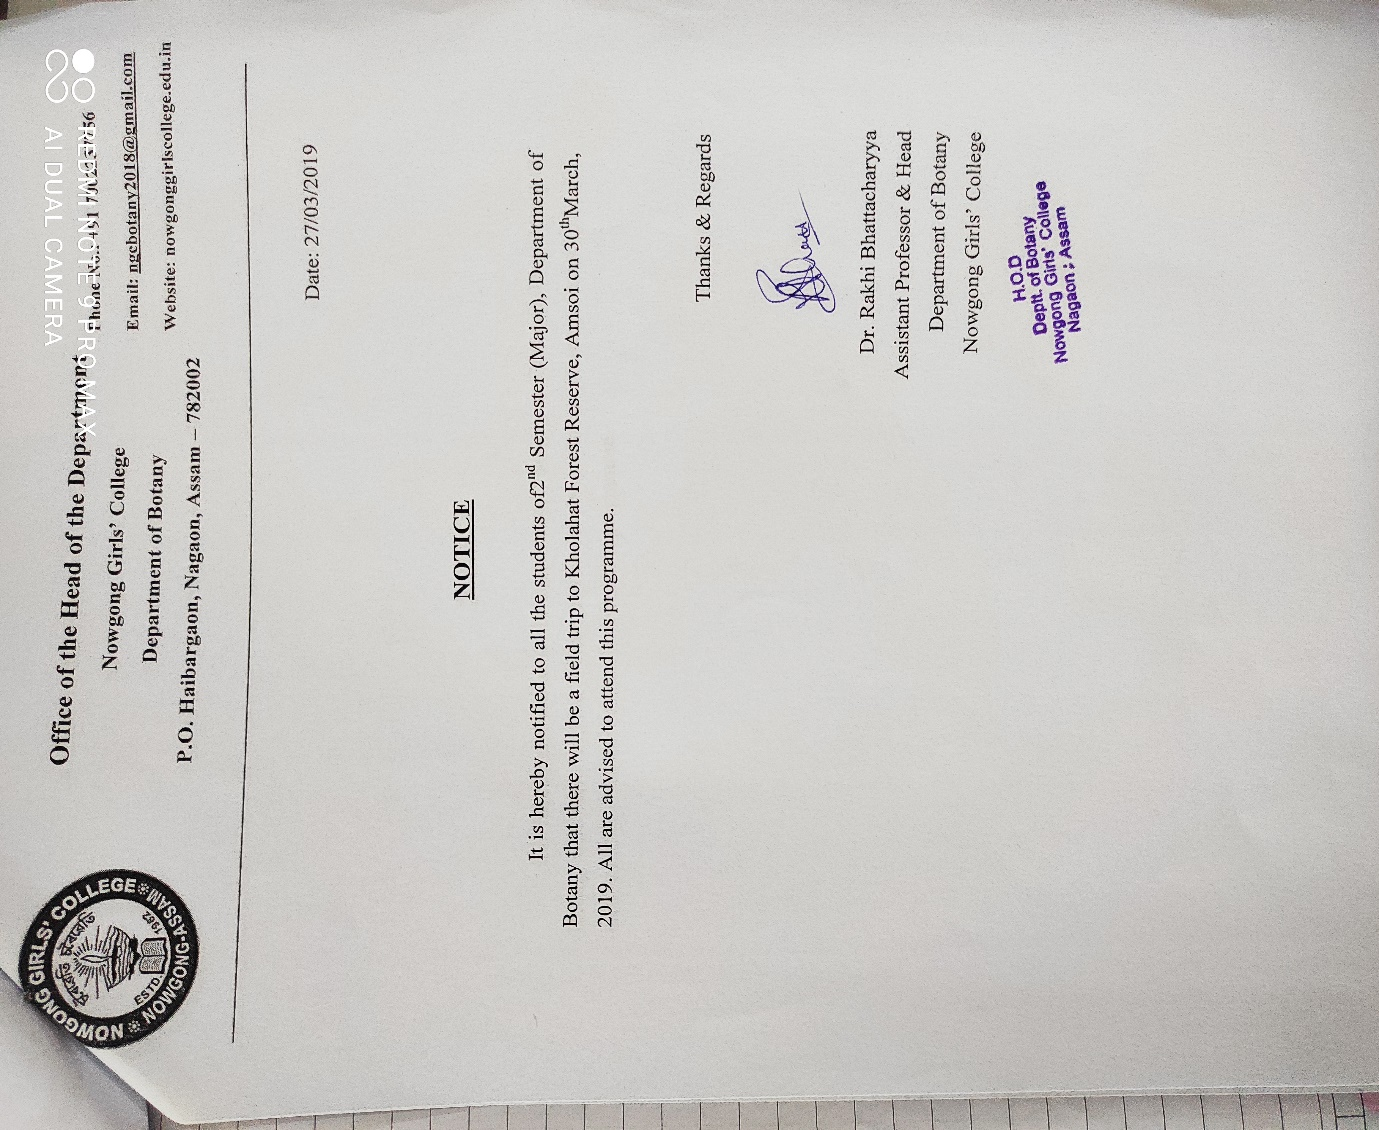 NOWGONG GIRLS' COLLEGE
NOWGONG-ASSAM
ESTD. 1982
Office of the Head of the Department
Nowgong Girls' College
Department of Botany
P.O. Haibargaon, Nagaon, Assam – 782002
Phone No.
Email: ngcbotany2018@gmail.com
Website: nowgonggirlscollege.edu.in
REDMI NOTE 9 PRO MAX
AI DUAL CAMERA
Date: 27/03/2019
NOTICE
It is hereby notified to all the students of2nd Semester (Major), Department of
Botany that there will be a field trip to Kholahat Forest Reserve, Amsoi on 30thMarch,
2019. All are advised to attend this programme.
Thanks & Regards
Dr. Rakhi Bhattacharyya
Assistant Professor & Head
Department of Botany
Nowgong Girls' College
H.O.D
Deptt. of Botany
Nowgong Girls' College
Nagaon ; Assam